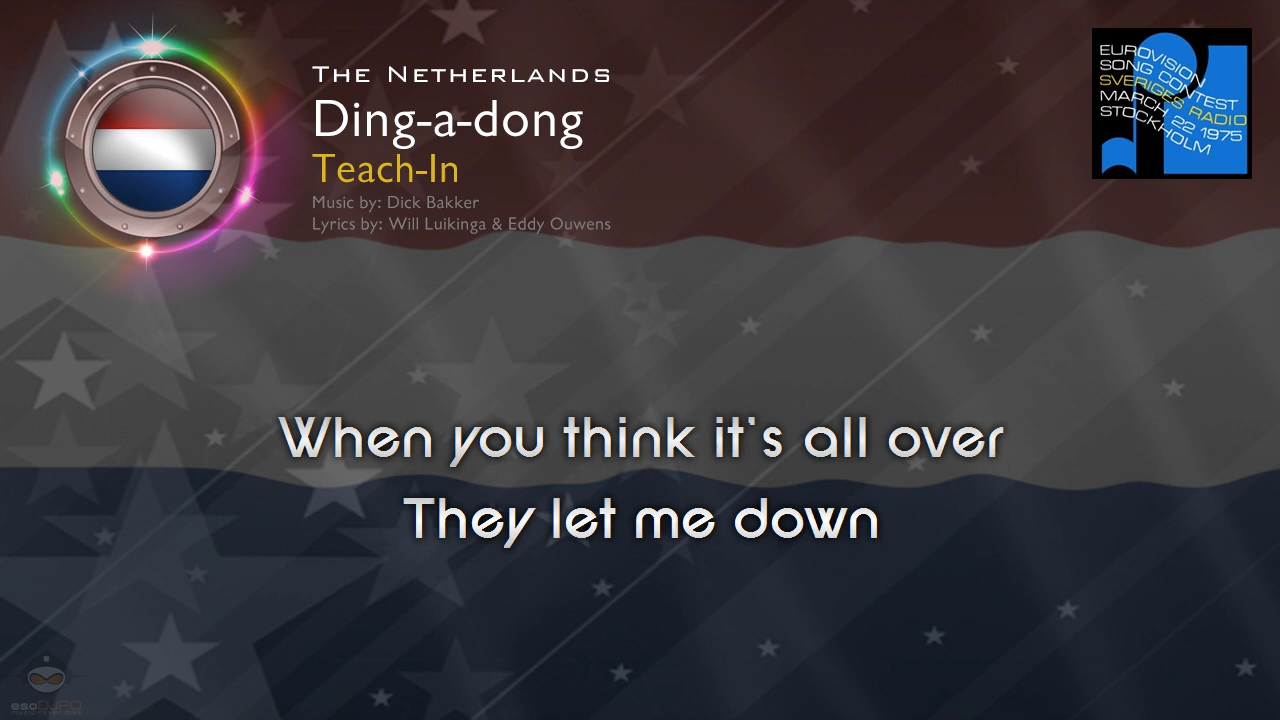 The Netherlands
Ding-a-dong
Teach-In
Music by: Dick Bakker
Lyrics by: Will Luikinga & Eddy Ouwens
EUROVISION
SONG CONTEST
SVERIGES RADIO
MARCH 22 1975
STOCKHOLM
When you think it's all over
They let me down
escDJPO